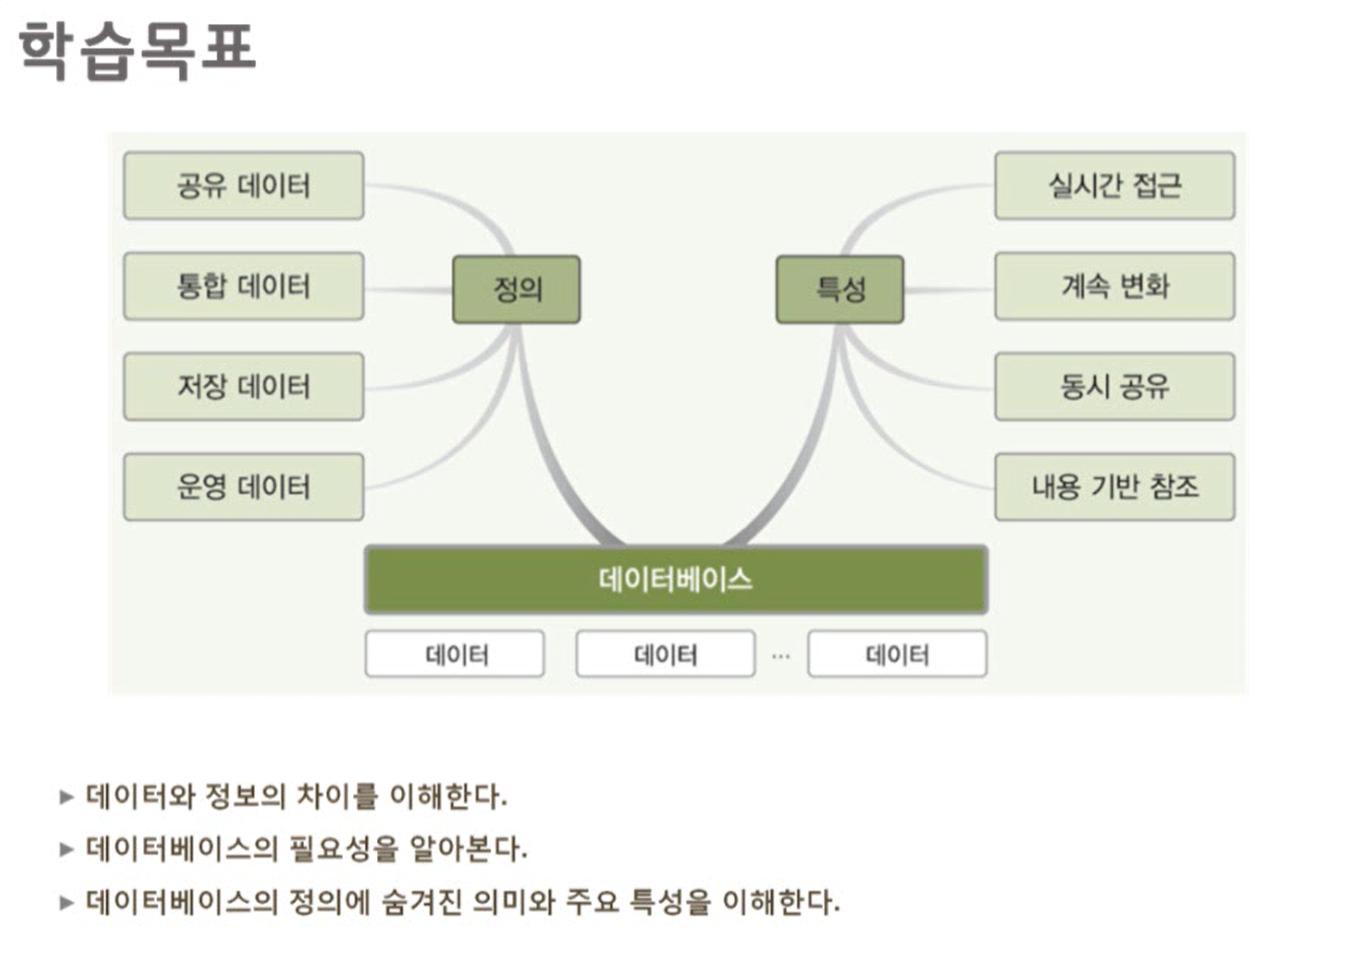 학습목표
공유 데이터
통합 데이터
저장 데이터
운영 데이터
정의
특성
실시간 접근
계속 변화
동시 공유
내용 기반 참조
데이터베이스
데이터 데이터 ... 데이터
▶ 데이터와 정보의 차이를 이해한다.
▶ 데이터베이스의 필요성을 알아본다.
▶ 데이터베이스의 정의에 숨겨진 의미와 주요 특성을 이해한다.